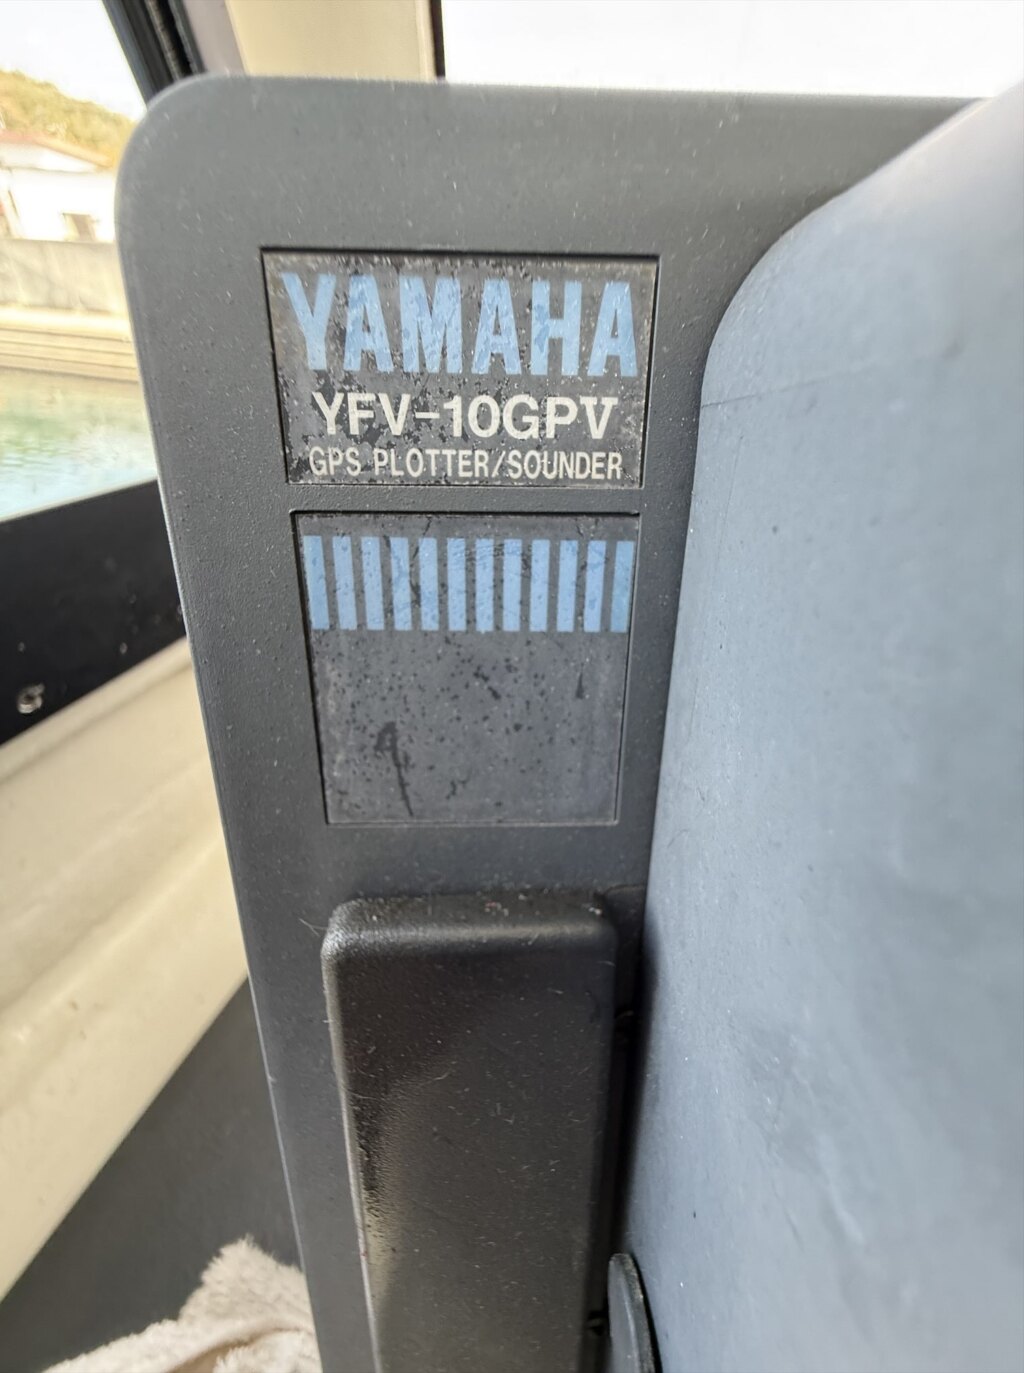 YAMAHA
YFV-10GPV
GPS PLOTTER/SOUNDER